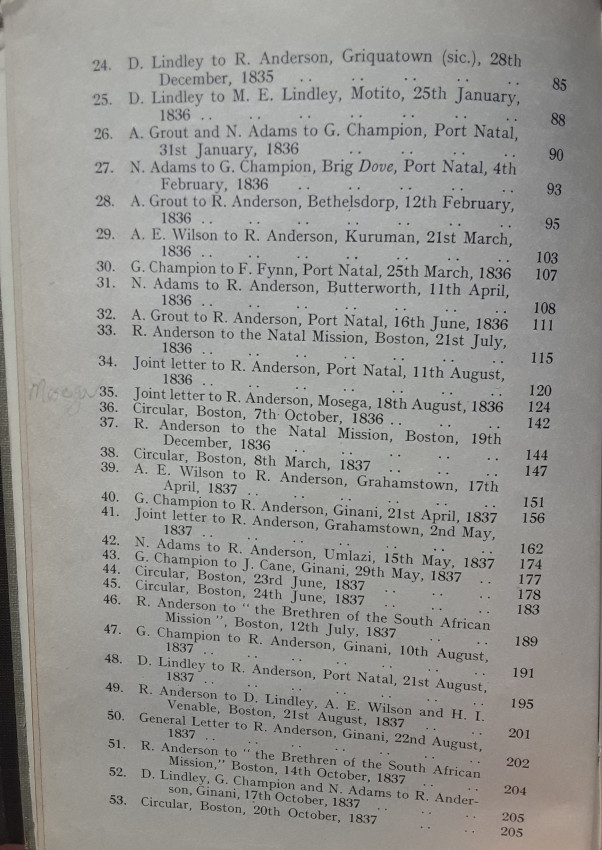 24. D. Lindley to R. Anderson, Griquatown (sic.), 28th
December, 1835 .. .. .. .. .. 85
25. D. Lindley to M. E. Lindley, Motito, 25th January,
1836 .. .. .. .. .. .. .. 88
26. A. Grout and N. Adams to G. Champion, Port Natal,
31st January, 1836 .. .. .. .. 90
27. N. Adams to G. Champion, Brig Dove, Port Natal, 4th
February, 1836 .. .. .. .. .. 93
28. A. Grout to R. Anderson, Bethelsdorp, 12th February,
1836 .. .. .. .. .. .. .. 95
29. A. E. Wilson to R. Anderson, Kuruman, 21st March,
1836 .. .. .. .. .. .. .. 103
30. G. Champion to F. Fynn, Port Natal, 25th March, 1836 107
31. N. Adams to R. Anderson, Butterworth, 11th April,
1836 .. .. .. .. .. .. .. 108
32. A. Grout to R. Anderson, Port Natal, 16th June, 1836 111
33. R. Anderson to the Natal Mission, Boston, 21st July,
1836 .. .. .. .. .. .. .. 115
34. Joint letter to R. Anderson, Port Natal, 11th August,
1836 .. .. .. .. .. .. .. 120
35. Joint letter to R. Anderson, Mosega, 18th August, 1836 124
36. Circular, Boston, 7th October, 1836 .. .. .. 142
37. R. Anderson to the Natal Mission, Boston, 19th
December, 1836 .. .. .. .. .. 144
38. Circular, Boston, 8th March, 1837 .. .. .. 147
39. A. E. Wilson to R. Anderson, Grahamstown, 17th
April, 1837 .. .. .. .. .. .. 151
40. G. Champion to R. Anderson, Ginani, 21st April, 1837 156
41. Joint letter to R. Anderson, Grahamstown, 2nd May,
1837 .. .. .. .. .. .. .. 162
42. N. Adams to R. Anderson, Umlazi, 15th May, 1837 174
43. G. Champion to J. Cane, Ginani, 29th May, 1837 .. 177
44. Circular, Boston, 23rd June, 1837 .. .. .. 178
45. Circular, Boston, 24th June, 1837 .. .. .. 183
46. R. Anderson to " the Brethren of the South African
Mission ", Boston, 12th July, 1837 .. .. 189
47. G. Champion to R. Anderson, Ginani, 10th August,
1837 .. .. .. .. .. .. .. 191
48. D. Lindley to R. Anderson, Port Natal, 21st August,
1837 .. .. .. .. .. .. .. 195
49. R. Anderson to D. Lindley, A. E. Wilson and H. I.
Venable, Boston, 21st August, 1837 .. .. 201
50. General Letter to R. Anderson, Ginani, 22nd August,
1837 .. .. .. .. .. .. .. 202
51. R. Anderson to " the Brethren of the South African
Mission," Boston, 14th October, 1837 .. .. 204
52. D. Lindley, G. Champion and N. Adams to R. Ander-
son, Ginani, 17th October, 1837 .. .. .. 205
53. Circular, Boston, 20th October, 1837 .. .. 205